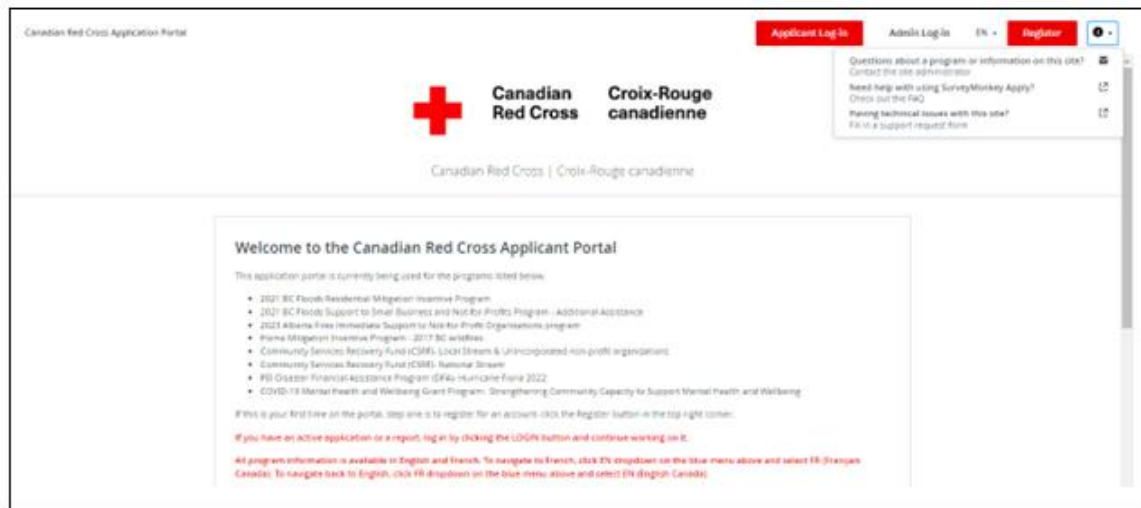 Canadian Red Cross Application Portal
Applicant Log-in
Admin Log-in
EN
Register
Questions about a program or information on this site?
Contact the site administrator
Need help with using SurveyMonkey Apply?
Check out the FAQ
Having technical issues with this site?
Fill in a support request form
Canadian Red Cross
Croix-Rouge canadienne
Canadian Red Cross | Croix-Rouge canadienne
Welcome to the Canadian Red Cross Applicant Portal
This application portal is currently being used for the programs listed below.
2021 BC Floods Residential Mitigation Incentive Program
2021 BC Floods Support to Small Business and Not-for-Profits Program - Additional Assistance
2023 Alberta Fires Immediate Support to Not-for-Profit Organizations program
Home Mitigation Incentive Program - 2017 BC wildfires
Community Services Recovery Fund (CSRF)- Local Stream & Unincorporated non-profit organizations
Community Services Recovery Fund (CSRF)- National Stream
PEI Disaster Financial Assistance Program (DFA)- Hurricane Fiona 2022
COVID-19 Mental Health and Wellbeing Grant Program: Strengthening Community Capacity to Support Mental Health and Wellbeing
If this is your first time on the portal, step one is to register for an account- click the Register button in the top right corner.
If you have an active application or a report, log in by clicking the LOGIN button and continue working on it.
All program information is available in English and French. To navigate to French, click EN dropdown on the blue menu above and select FR (Français
Canada). To navigate back to English, click FR dropdown on the blue menu above and select EN (English Canada)